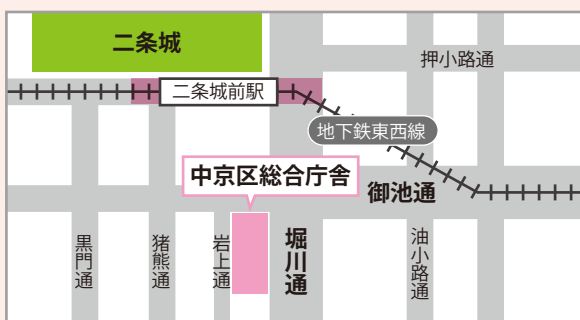 二条城
押小路通
二条城前駅
地下鉄東西線
中京区総合庁舎
御池通
黒門通
猪熊通
岩上通
堀川通
油小路通